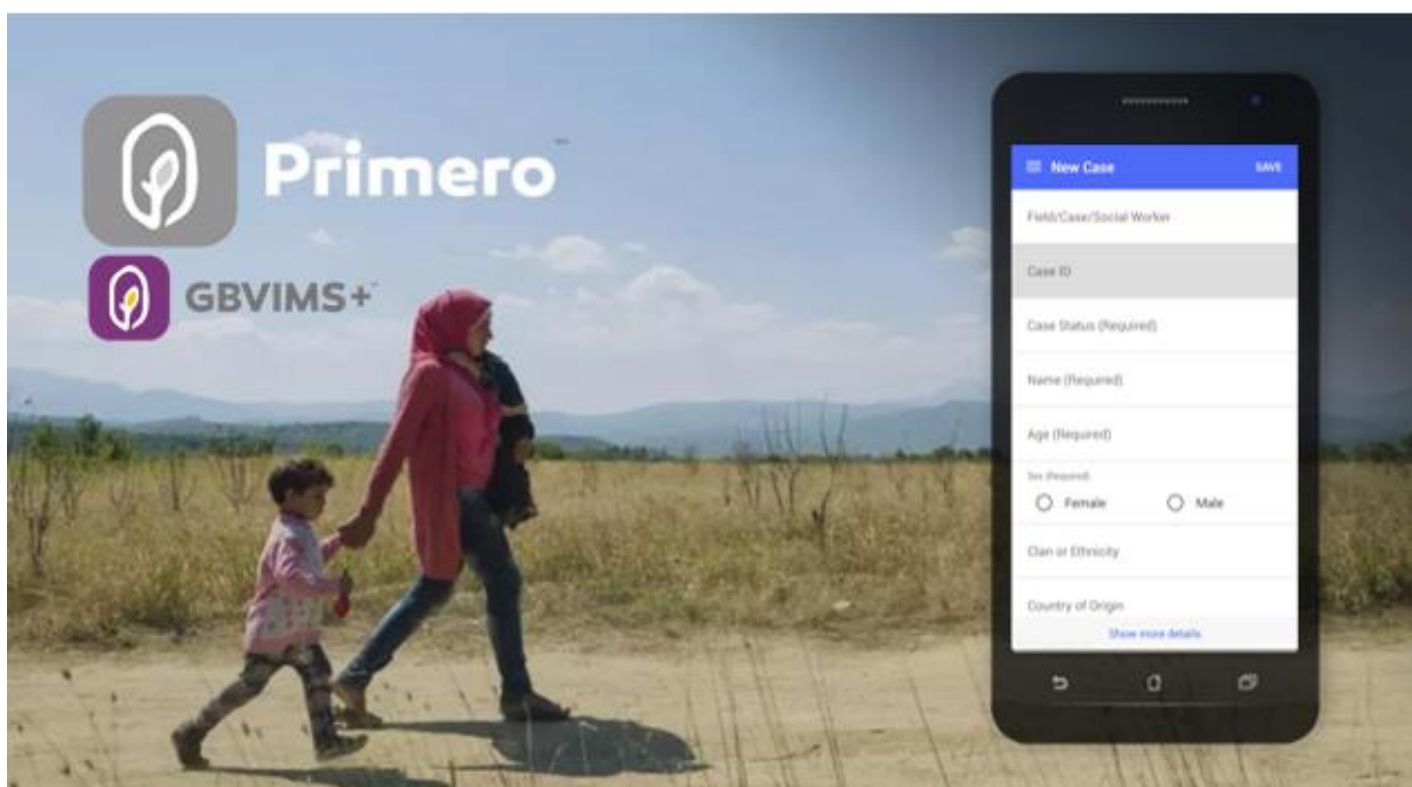 Primero
GBVIMS+
New Case
SAVE
Field/Case/Social Worker
Case ID
Case Status (Required)
Name (Required)
Age (Required)
Sex (Required)
Female
Male
Clan or Ethnicity
Country of Origin
Show more details